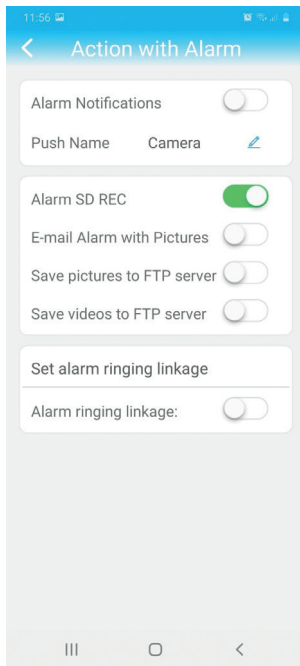 11:56
Action with Alarm
Alarm Notifications
Push Name Camera
Alarm SD REC
E-mail Alarm with Pictures
Save pictures to FTP server
Save videos to FTP server
Set alarm ringing linkage
Alarm ringing linkage: